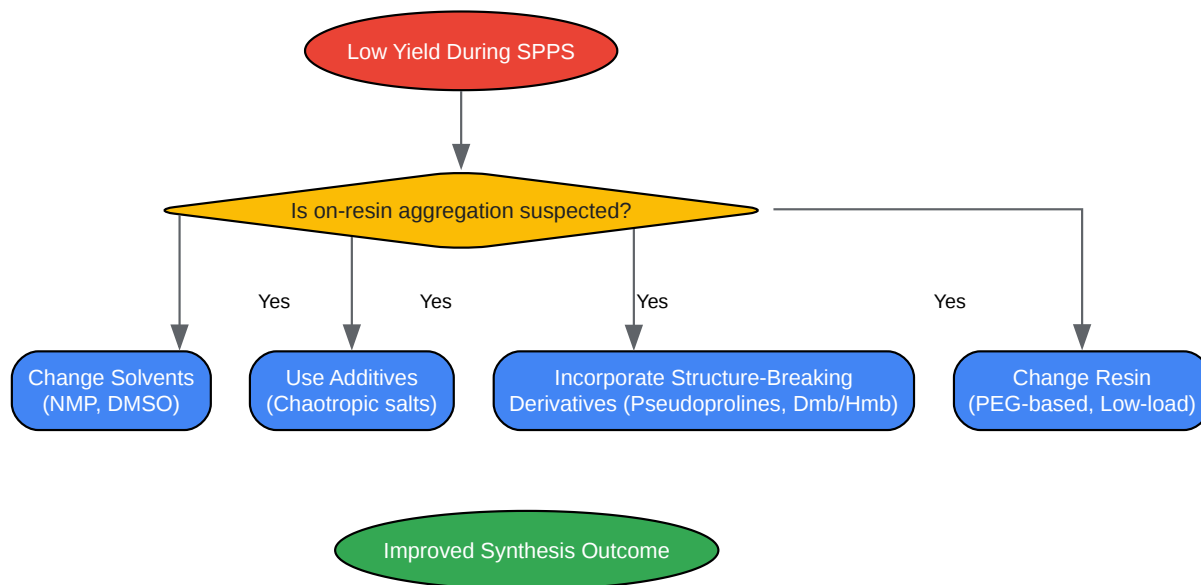 Low Yield During SPPS
Is on-resin aggregation suspected?
Yes
Yes
Yes
Yes
Change Solvents
(NMP, DMSO)
Use Additives
(Chaotropic salts)
Incorporate Structure-Breaking
Derivatives (Pseudoprolines, Dmb/Hmb)
Change Resin
(PEG-based, Low-load)
Improved Synthesis Outcome